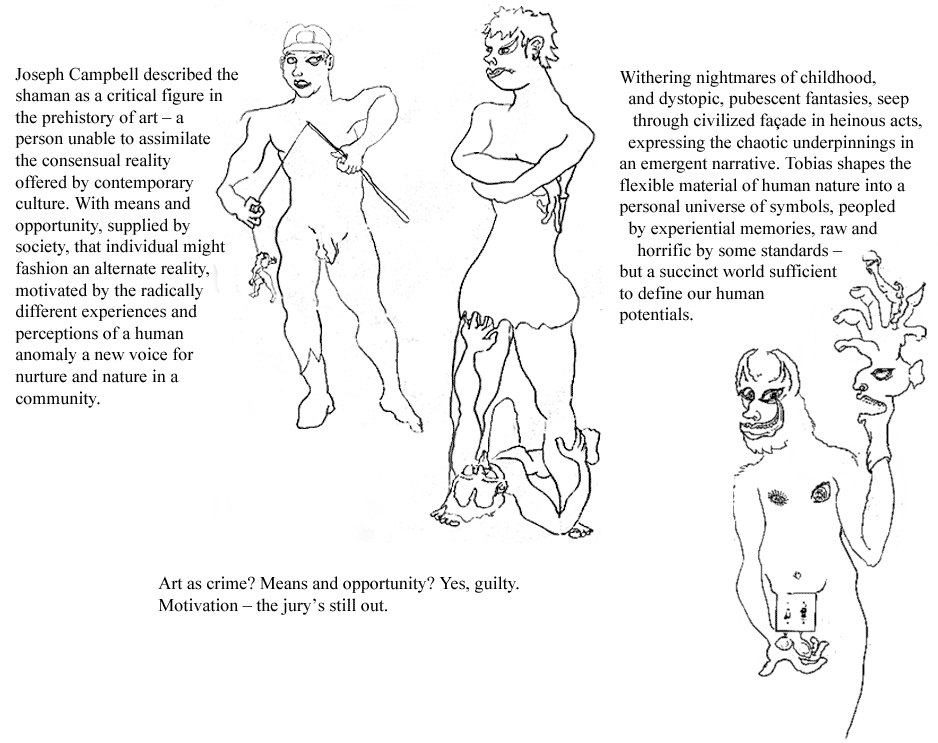 Joseph Campbell described the
shaman as a critical figure in
the prehistory of art – a
person unable to assimilate
the consensual reality
offered by contemporary
culture. With means and
opportunity, supplied by
society, that individual might
fashion an alternate reality,
motivated by the radically
different experiences and
perceptions of a human
anomaly a new voice for
nurture and nature in a
community.
Withering nightmares of childhood,
and dystopic, pubescent fantasies, seep
through civilized façade in heinous acts,
expressing the chaotic underpinnings in
an emergent narrative. Tobias shapes the
flexible material of human nature into a
personal universe of symbols, peopled
by experiential memories, raw and
horrific by some standards –
but a succinct world sufficient
to define our human
potentials.
Art as crime? Means and opportunity? Yes, guilty.
Motivation – the jury’s still out.